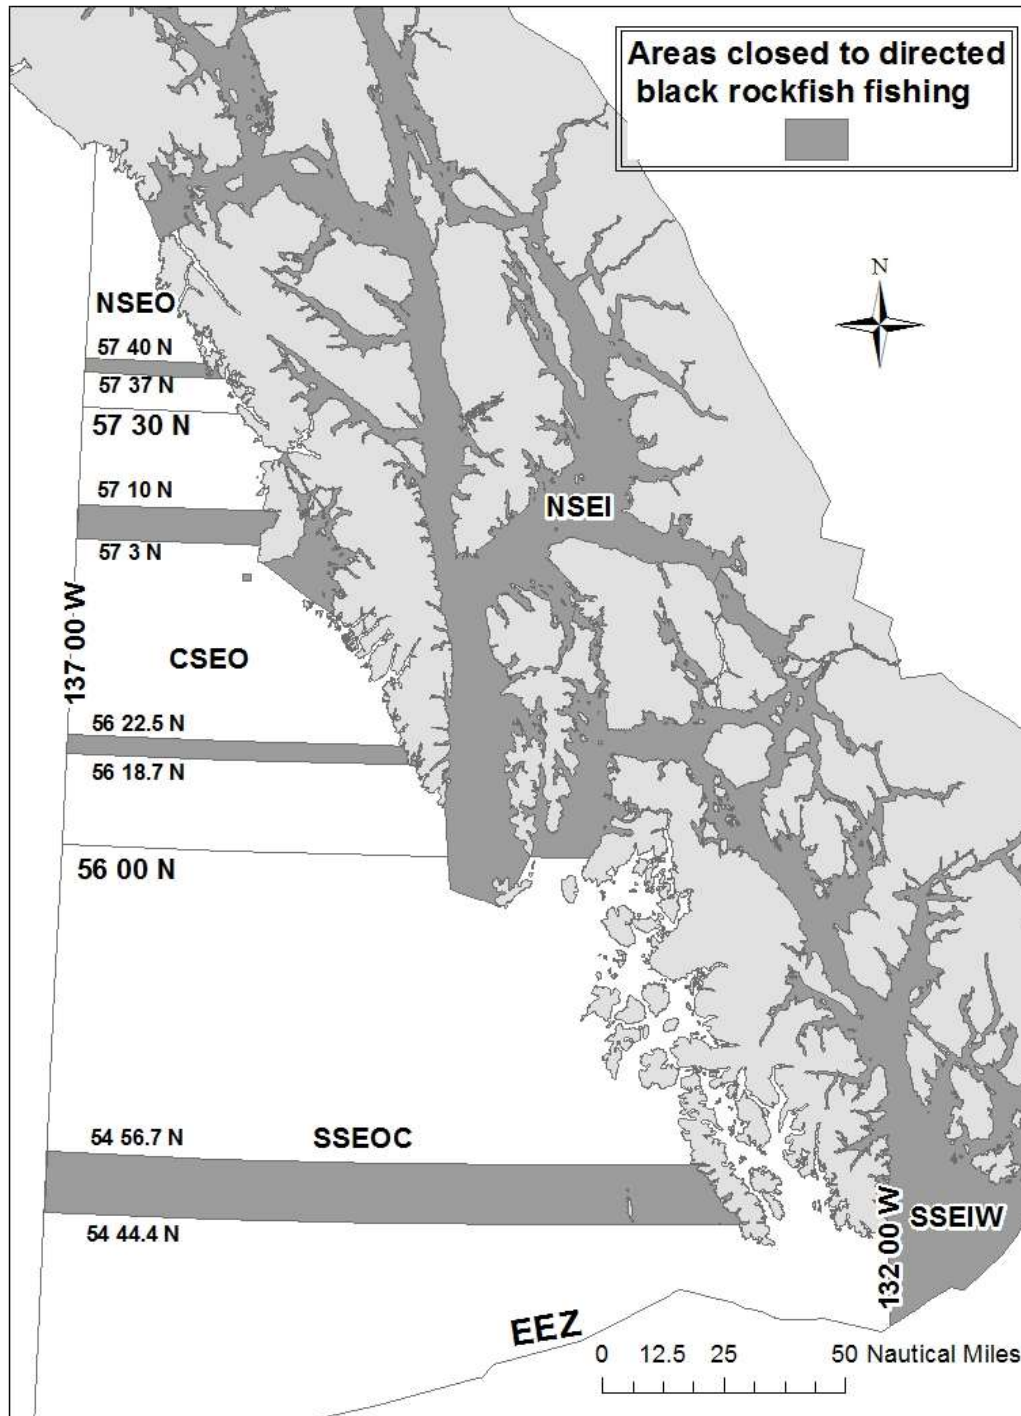 Areas closed to directed
black rockfish fishing
N
NSEO
57 40 N
57 37 N
57 30 N
57 10 N
NSEI
57 3 N
137 00 W
CSEO
56 22.5 N
56 18.7 N
56 00 N
54 56.7 N
SSEOC
54 44.4 N
132 00 W
SSEIW
EEZ
0 12.5 25 50 Nautical Miles